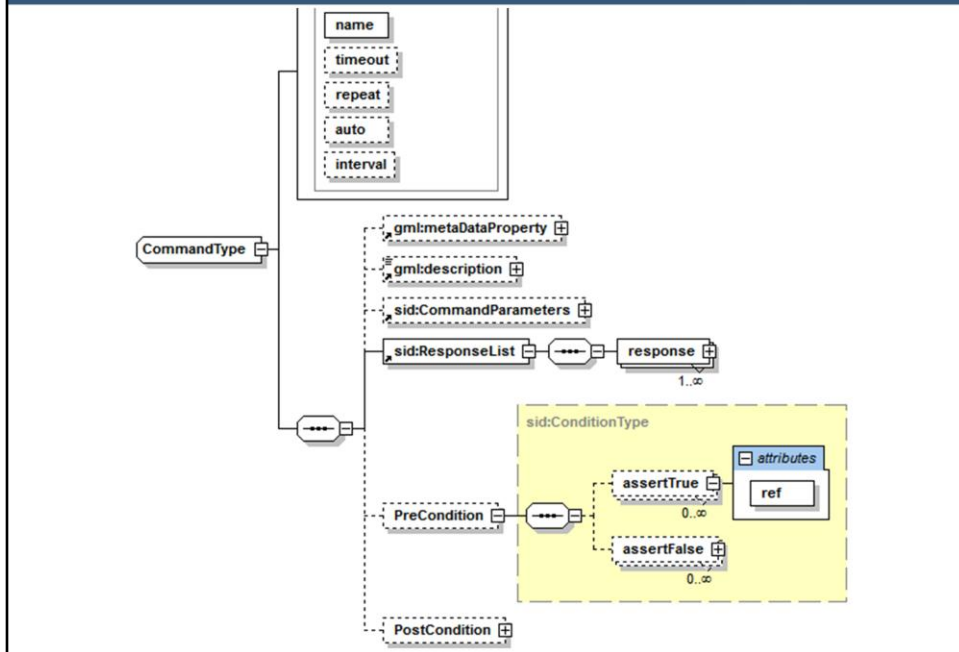 name
timeout
repeat
auto
interval
CommandType
gml:metaDataProperty
gml:description
sid:CommandParameters
sid:ResponseList
response
1..∞
sid:ConditionType
attributes
assertTrue
ref
0..∞
PreCondition
assertFalse
0..∞
PostCondition